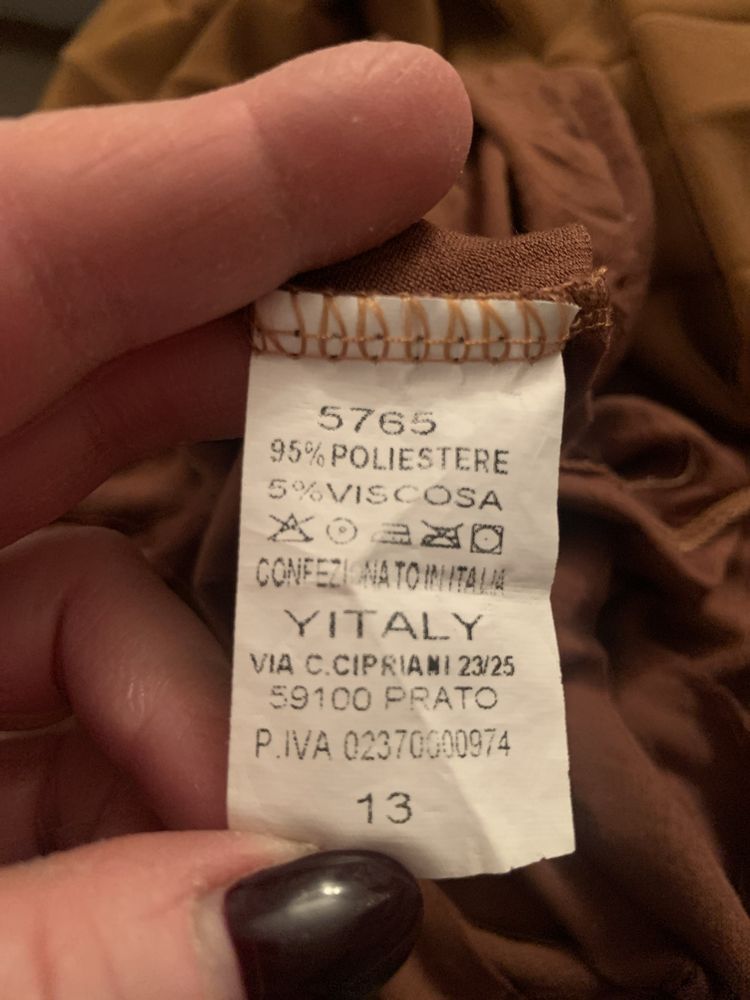 5765
95% POLIESTERE
5% VISCOSA
CONFEZIONATO IN ITALIA
YITALY
VIA C.CIPRIANI 23/25
59100 PRATO
P.IVA 02370000974
13